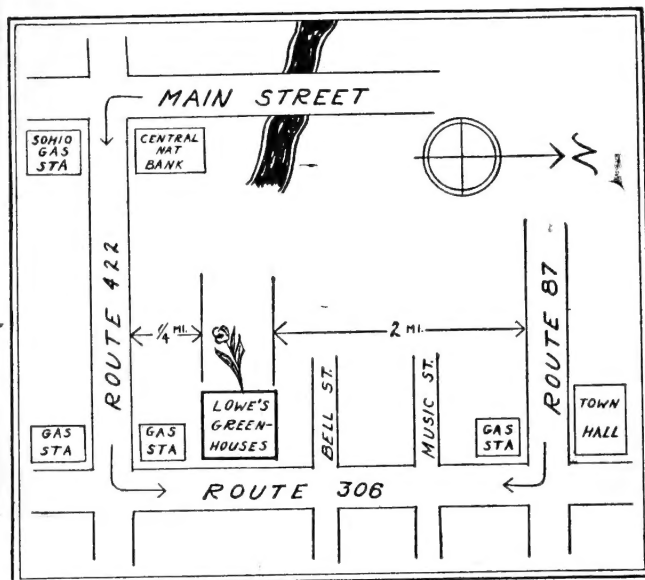 MAIN STREET
SOHIO
GAS
STA
CENTRAL
NAT
BANK
N
ROUTE 422
1/4 MI.
2 MI.
ROUTE 87
LOWE'S
GREEN-
HOUSES
BELL ST.
MUSIC ST.
GAS
STA
GAS
STA
GAS
STA
TOWN
HALL
ROUTE 306